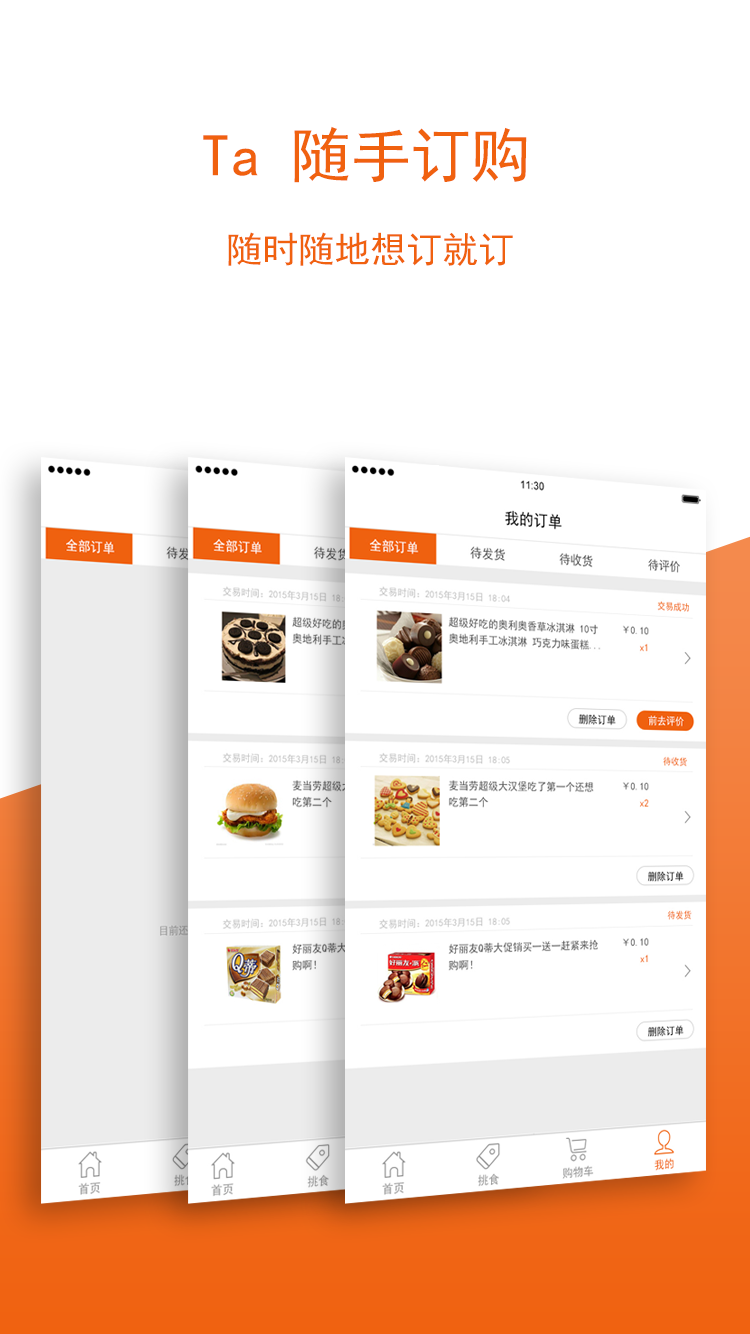 Ta 随手订购
随时随地想订就订
全部订单
待发
目前还
首页
挑食
全部订单
待发货
交易时间：2015年3月15日 18:
超级好吃的奥
奥地利手工冰
交易时间：2015年3月15日 18:
麦当劳超级大
吃第二个
交易时间：2015年3月15日 18:
Q蒂
好丽友Q蒂大
购啊！
首页
挑食
11:30
我的订单
全部订单
待发货
待收货
待评价
交易时间：2015年3月15日 18:04
交易成功
超级好吃的奥利奥香草冰淇淋 10寸
奥地利手工冰淇淋 巧克力味蛋糕...
￥0.10
x1
删除订单
前去评价
交易时间：2015年3月15日 18:05
待收货
麦当劳超级大汉堡吃了第一个还想
吃第二个
￥0.10
x2
删除订单
交易时间：2015年3月15日 18:05
待发货
好丽友·派
好丽友Q蒂大促销买一送一赶紧来抢
购啊！
￥0.10
x1
删除订单
首页
挑食
购物车
我的